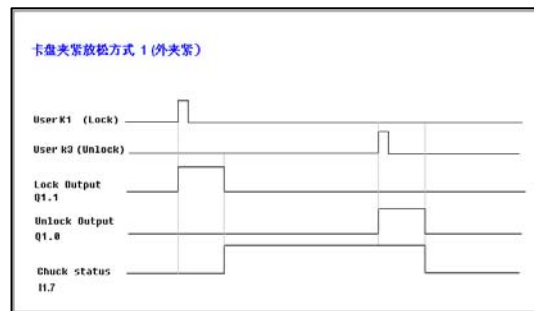 卡盘夹紧放松方式 1 (外夹紧)
User K1 (Lock)
User k3 (Unlock)
Lock Output
Q1.1
Unlock Output
Q1.0
Chuck status
I1.7